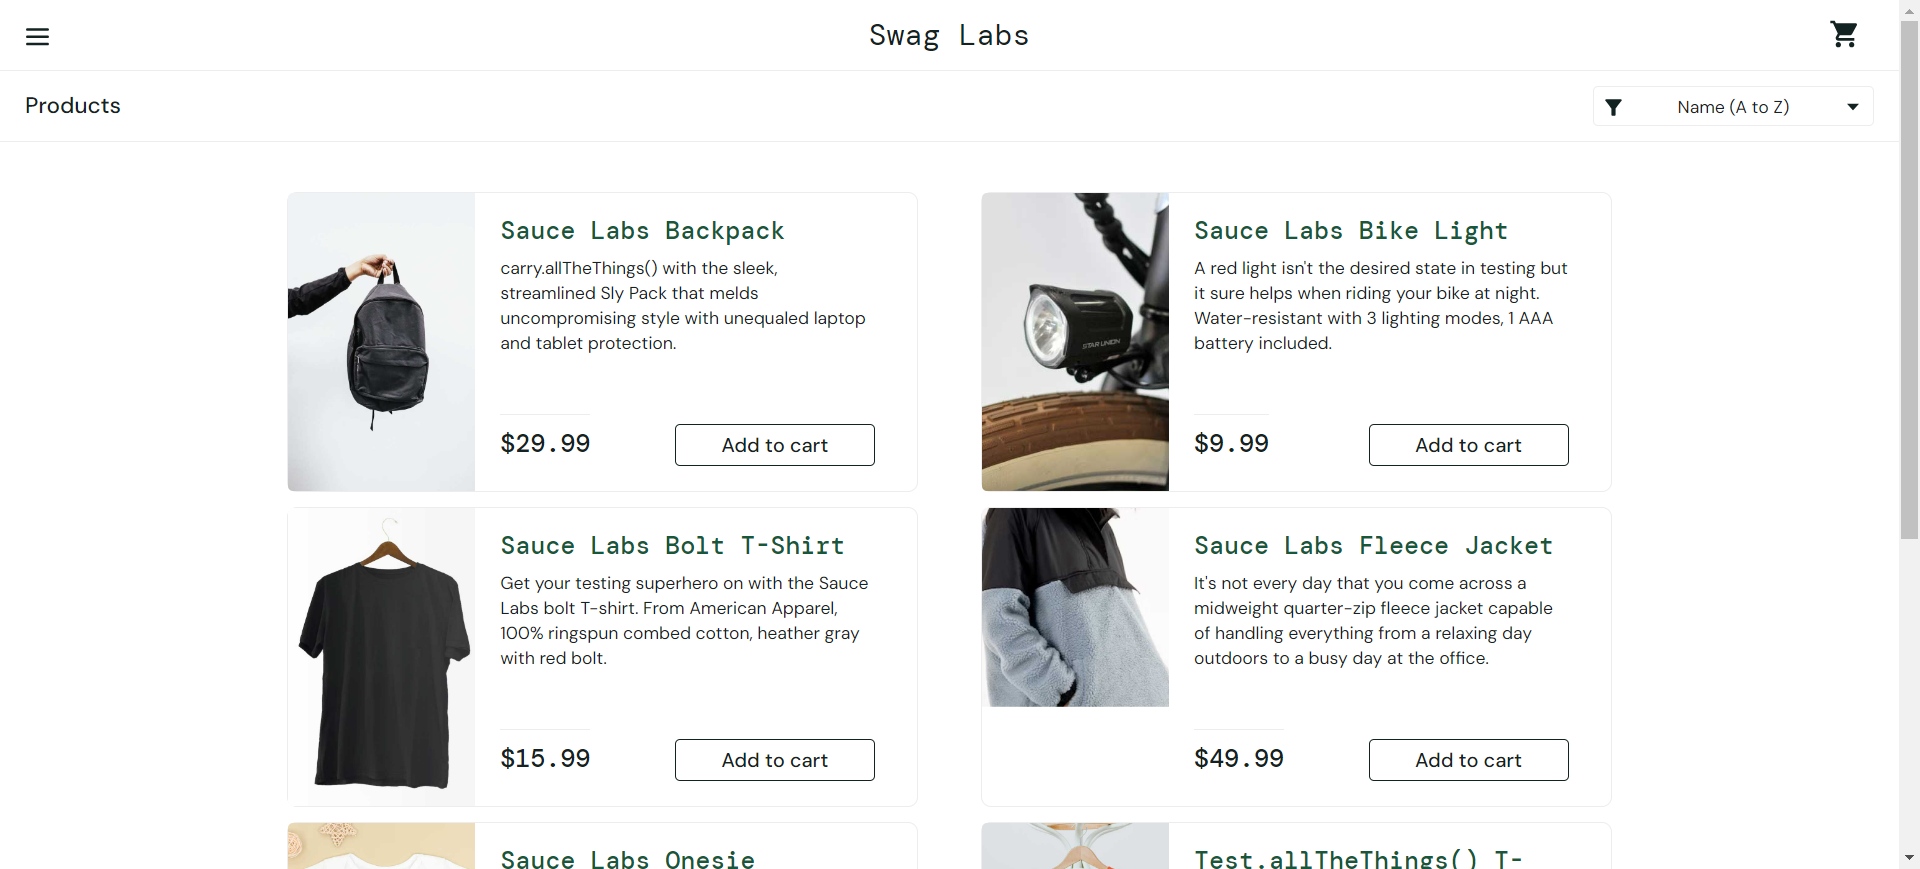 Swag Labs
Products
Name (A to Z)
Sauce Labs Backpack
carry.allTheThings() with the sleek,
streamlined Sly Pack that melds
uncompromising style with unequaled laptop
and tablet protection.
$29.99
Add to cart
Sauce Labs Bike Light
A red light isn't the desired state in testing but
it sure helps when riding your bike at night.
Water-resistant with 3 lighting modes, 1 AAA
battery included.
STAR UNION
$9.99
Add to cart
Sauce Labs Bolt T-Shirt
Get your testing superhero on with the Sauce
Labs bolt T-shirt. From American Apparel,
100% ringspun combed cotton, heather gray
with red bolt.
$15.99
Add to cart
Sauce Labs Fleece Jacket
It's not every day that you come across a
midweight quarter-zip fleece jacket capable
of handling everything from a relaxing day
outdoors to a busy day at the office.
$49.99
Add to cart
Sauce Labs Onesie
Test.allTheThings() T-